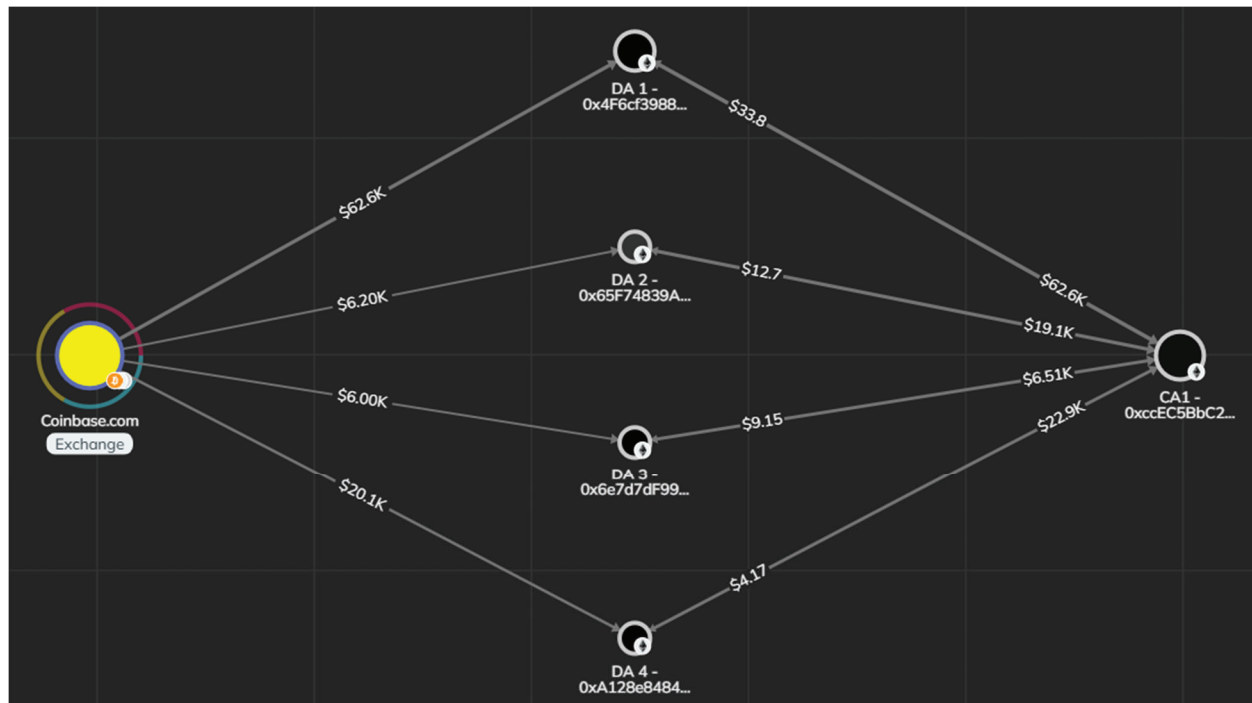 DA 1 -
0x4F6cf3988...
$33.8
$62.6K
DA 2 -
0x65F74839A...
$12.7
$6.20K
$62.6K
$19.1K
Coinbase.com
Exchange
$6.00K
$9.15
$6.51K
$22.9K
CA1 -
0xccEC5BbC2...
DA 3 -
0x6e7d7dF99...
$20.1K
$4.17
DA 4 -
0xA128e8484...